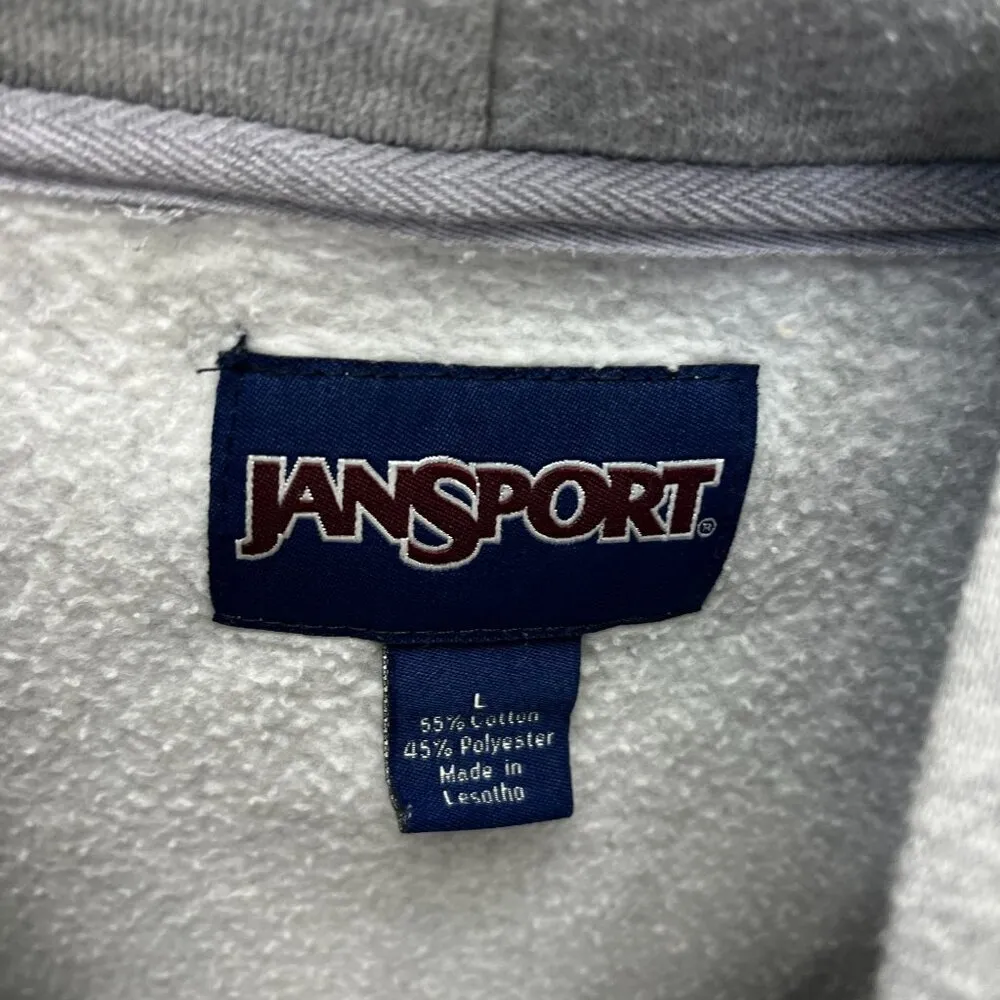 JANSPORT®
L
55% Cotton
45% Polyester
Made in
Lesotho